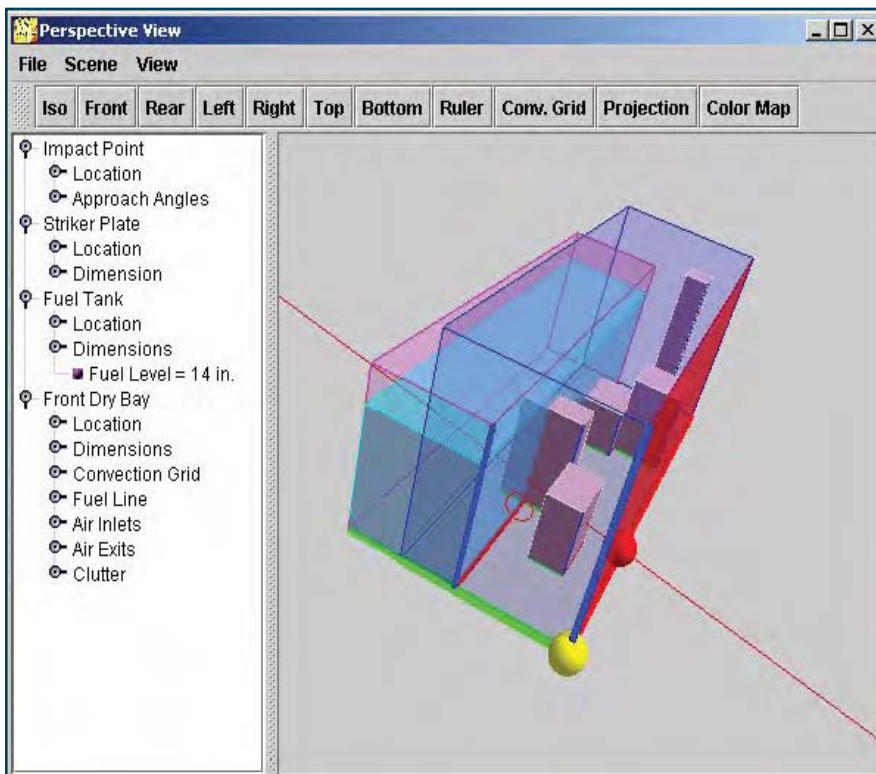 Perspective View
File Scene View
Iso Front Rear Left Right Top Bottom Ruler Conv. Grid Projection Color Map
Impact Point
Location
Approach Angles
Striker Plate
Location
Dimension
Fuel Tank
Location
Dimensions
Fuel Level = 14 in.
Front Dry Bay
Location
Dimensions
Convection Grid
Fuel Line
Air Inlets
Air Exits
Clutter